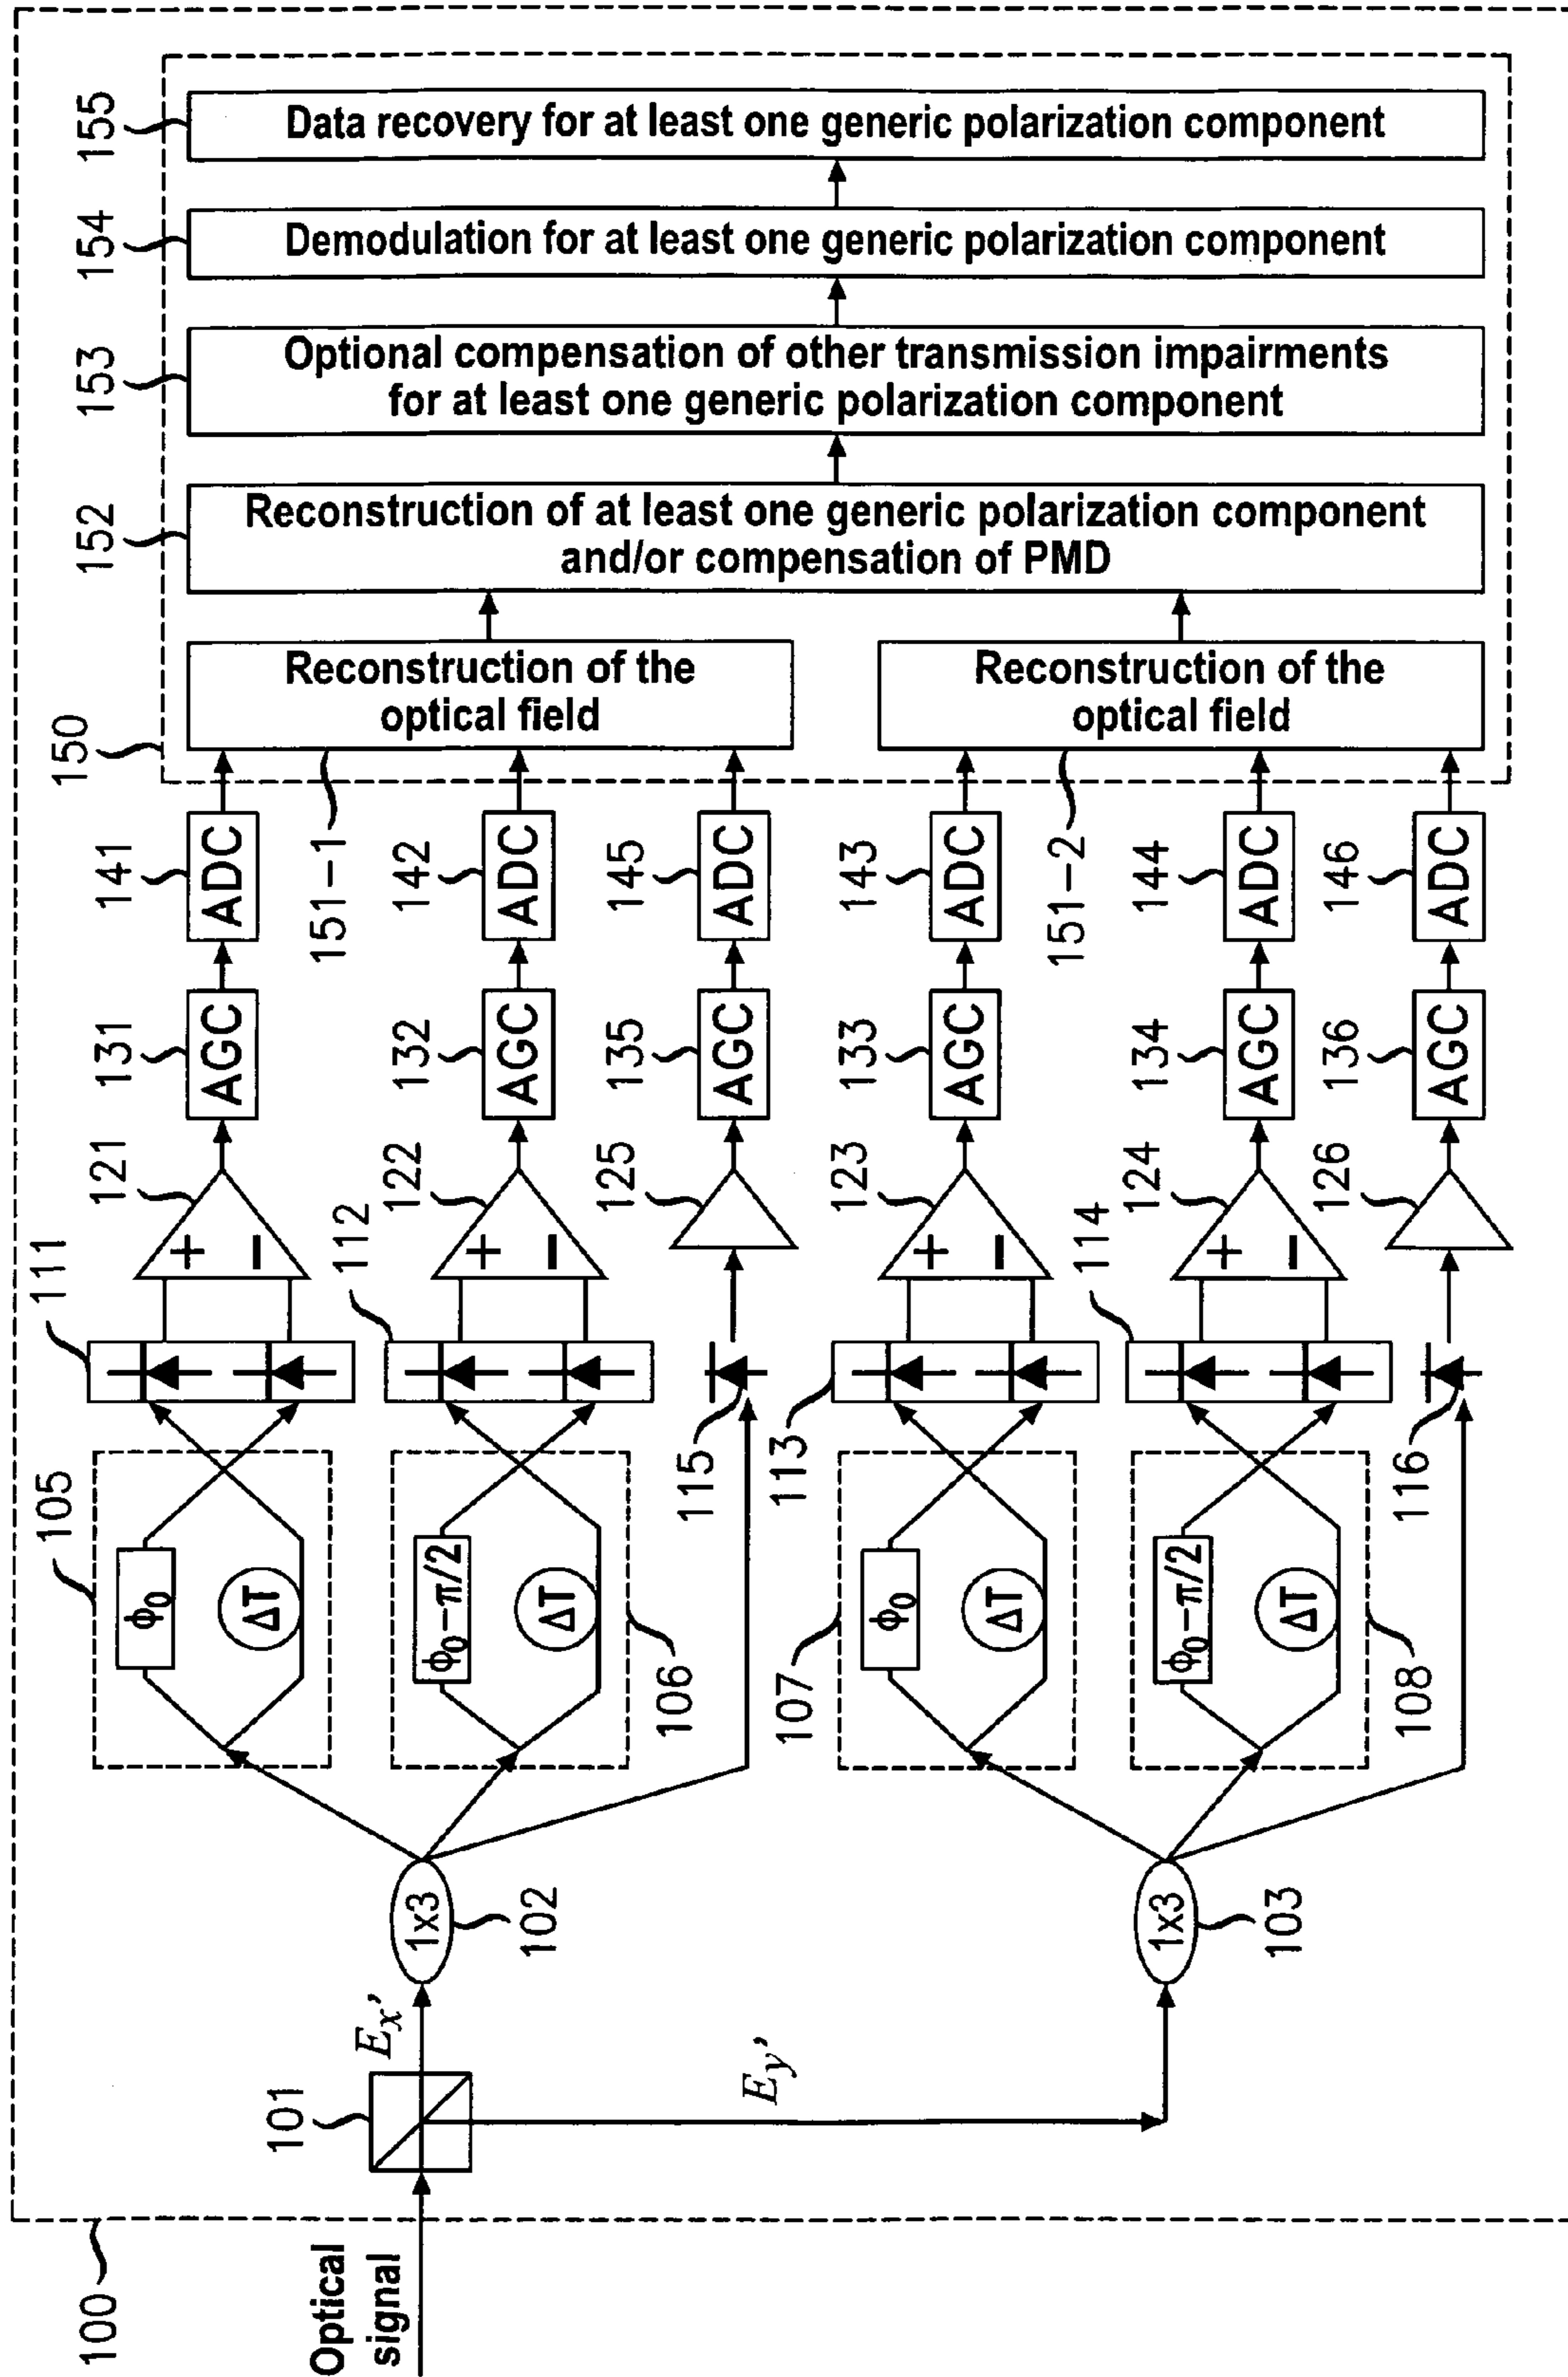 100
Optical
signal
101
Ex'
Ey'
1x3
102
1x3
103
105
ϕ0
ΔT
ϕ0-π/2
ΔT
106
107
ϕ0
ΔT
ϕ0-π/2
ΔT
108
111
112
115
113
114
116
+
−
121
+
−
122
125
+
−
123
+
−
124
126
131
AGC
132
AGC
135
AGC
133
AGC
134
AGC
136
AGC
141
ADC
142
ADC
145
ADC
143
ADC
144
ADC
146
ADC
150
151-1
151-2
Reconstruction of the
optical field
Reconstruction of the
optical field
152
Reconstruction of at least one generic polarization component
and/or compensation of PMD
153
Optional compensation of other transmission impairments
for at least one generic polarization component
154
Demodulation for at least one generic polarization component
155
Data recovery for at least one generic polarization component